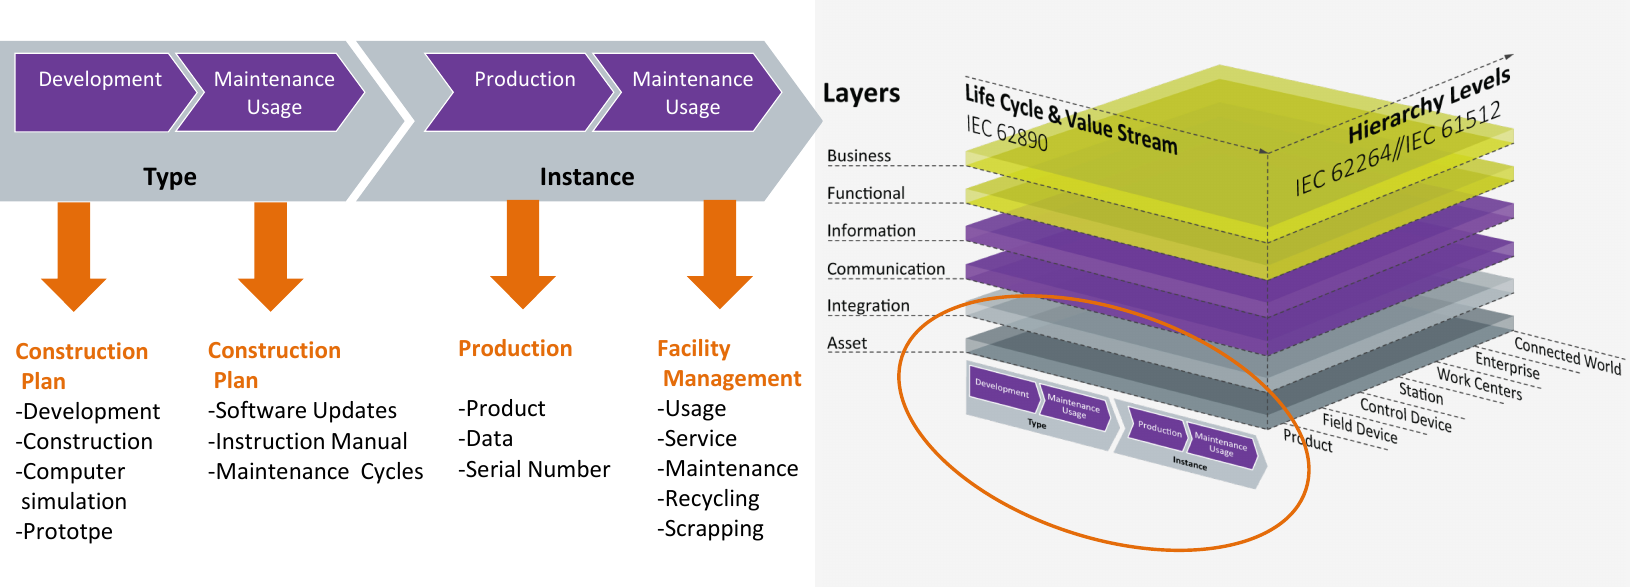 Development
Maintenance
Usage
Production
Maintenance
Usage
Type
Instance
Construction
Plan
-Development
-Construction
-Computer
simulation
-Prototpe
Construction
Plan
-Software Updates
-Instruction Manual
-Maintenance Cycles
Production
-Product
-Data
-Serial Number
Facility
Management
-Usage
-Service
-Maintenance
-Recycling
-Scrapping
Layers
Life Cycle & Value Stream
IEC 62890
Hierarchy Levels
IEC 62264//IEC 61512
Business
Functional
Information
Communication
Integration
Asset
Development
Maintenance
Usage
Production
Maintenance
Usage
Type
Instance
Connected World
Enterprise
Work Centers
Station
Control Device
Field Device
Product